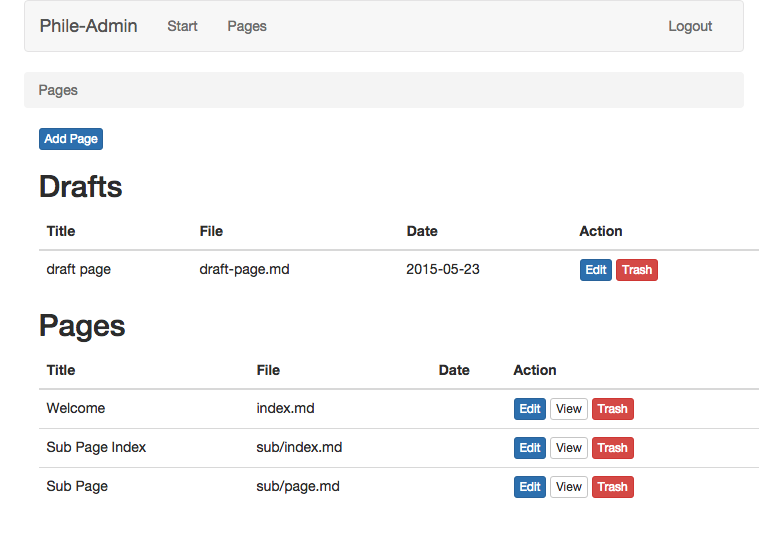 Phile-Admin Start Pages Logout
Pages
Add Page
Drafts
Title File Date Action
draft page draft-page.md 2015-05-23 Edit Trash
Pages
Title File Date Action
Welcome index.md Edit View Trash
Sub Page Index sub/index.md Edit View Trash
Sub Page sub/page.md Edit View Trash